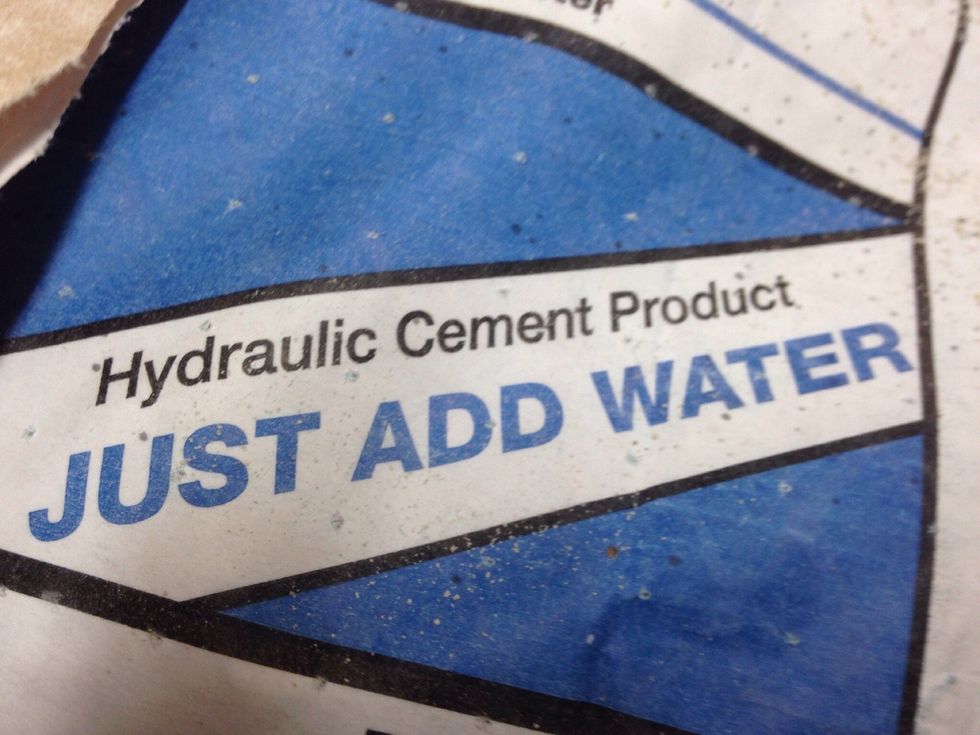 Hydraulic Cement Product
JUST ADD WATER